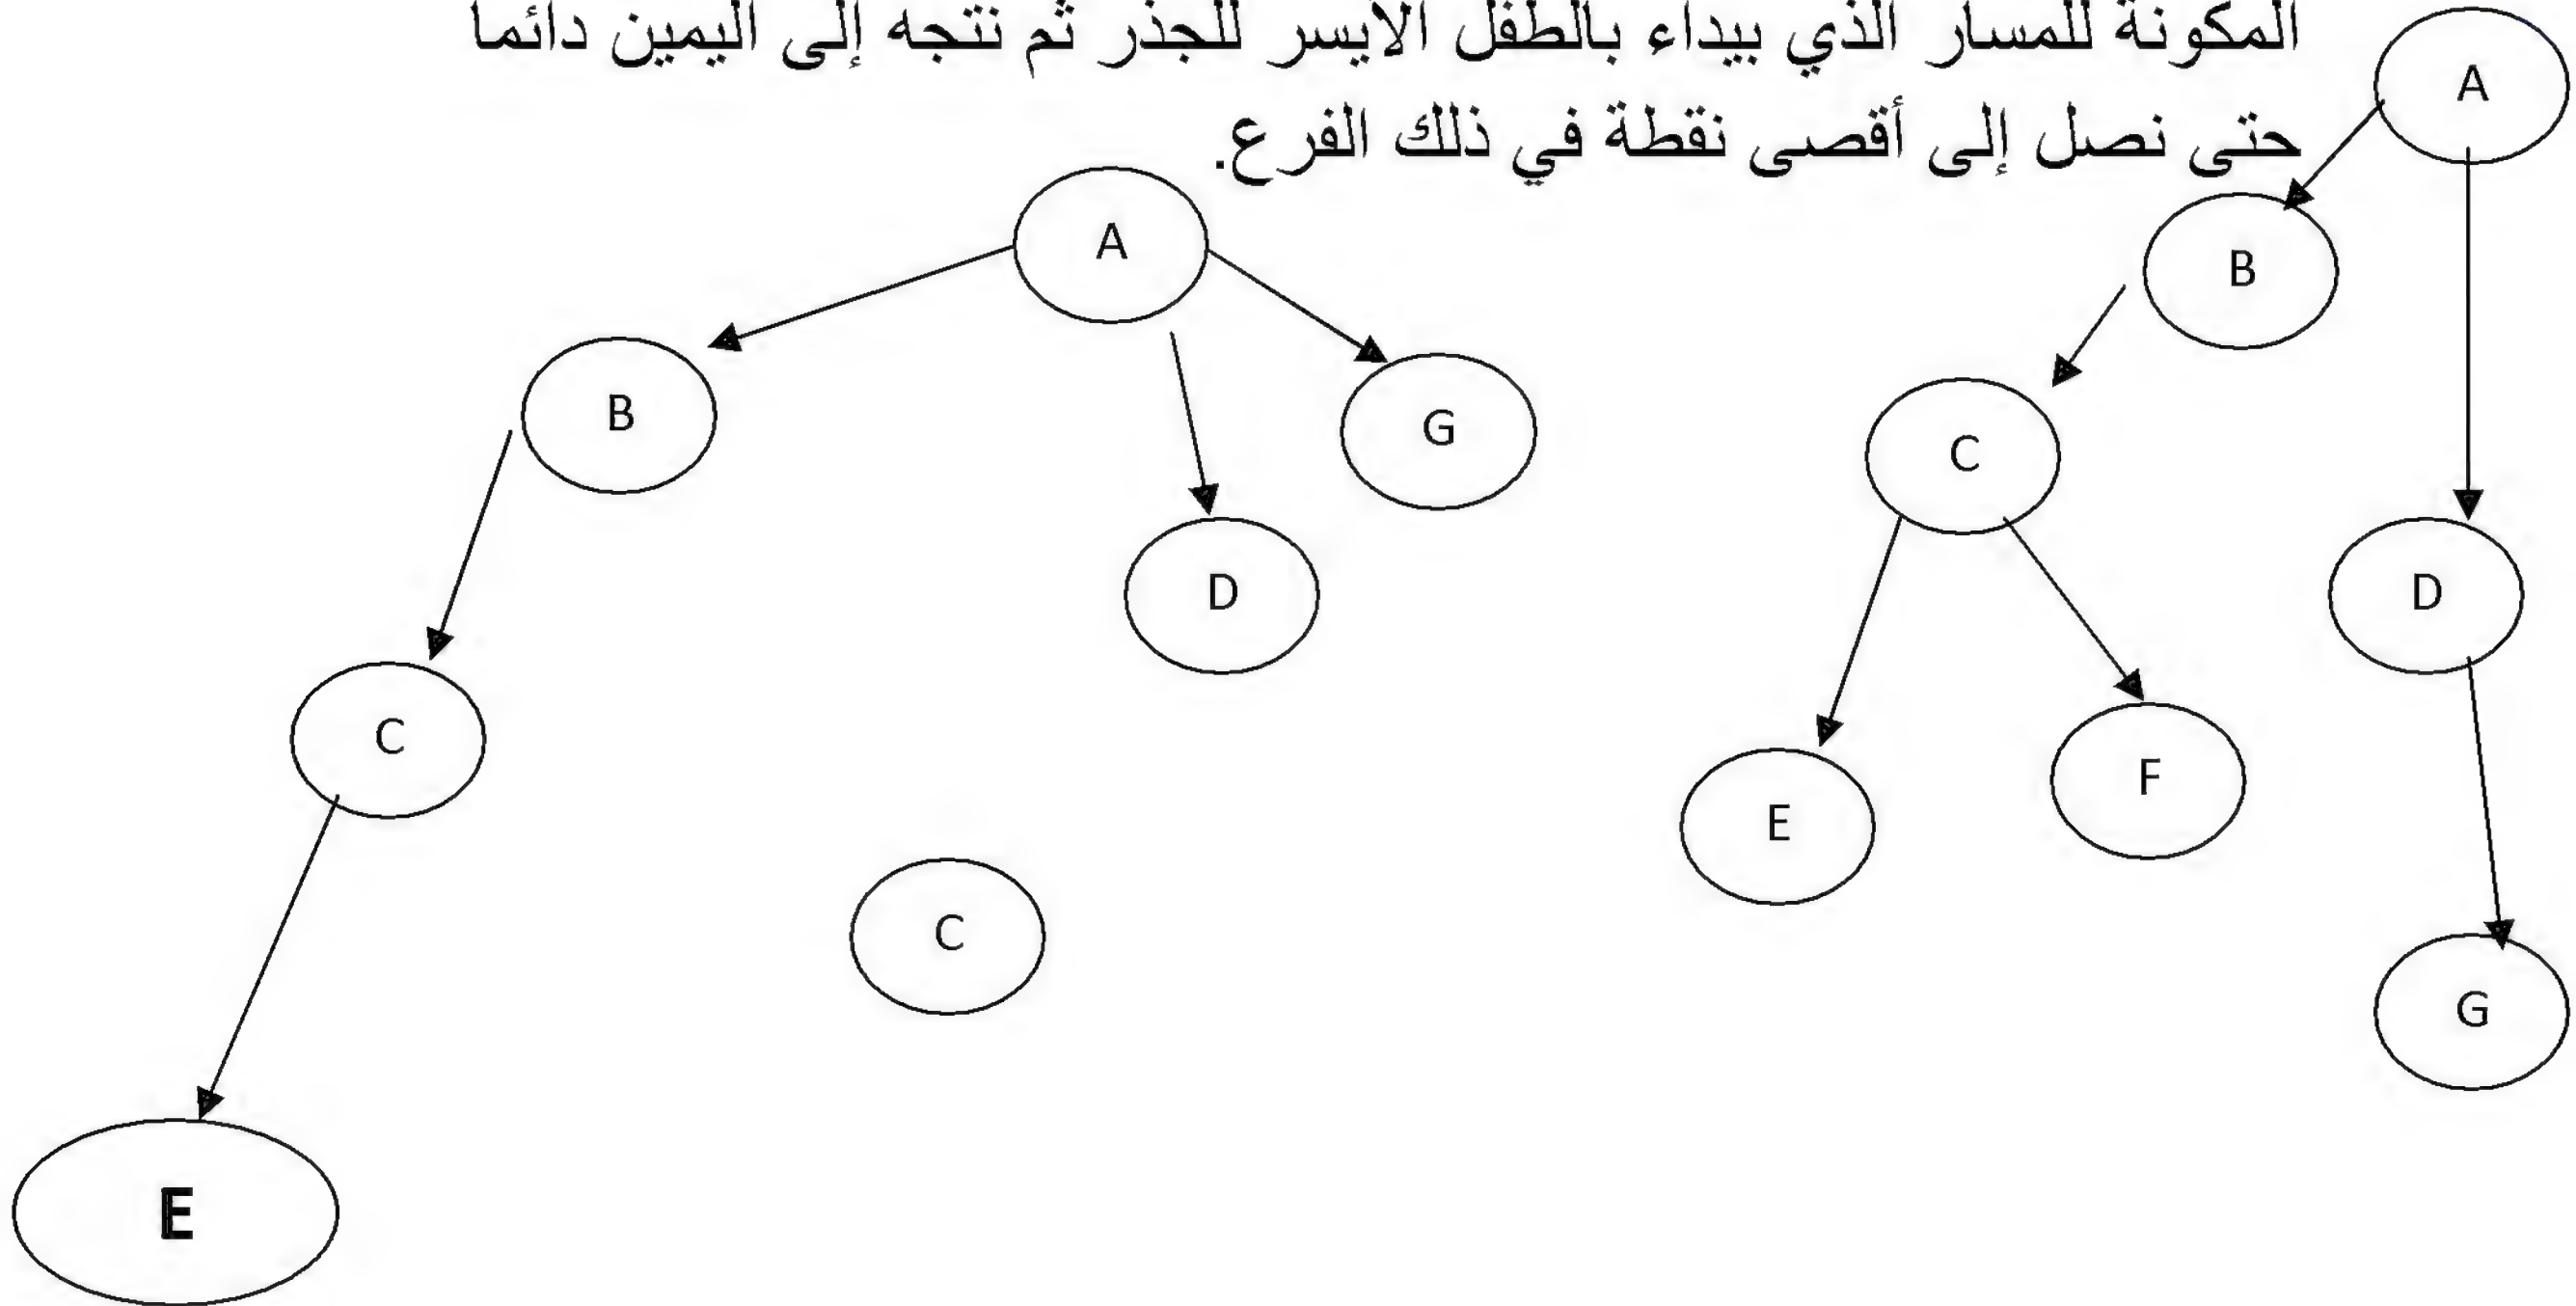 المكونة للمسار الذي بيداء بالطفل الايسر للجذر ثم نتجه إلى اليمين دائما
حتى نصل إلى أقصى نقطة في ذلك الفرع.
A
B
C
D
E
F
G
A
B
G
D
C
C
E